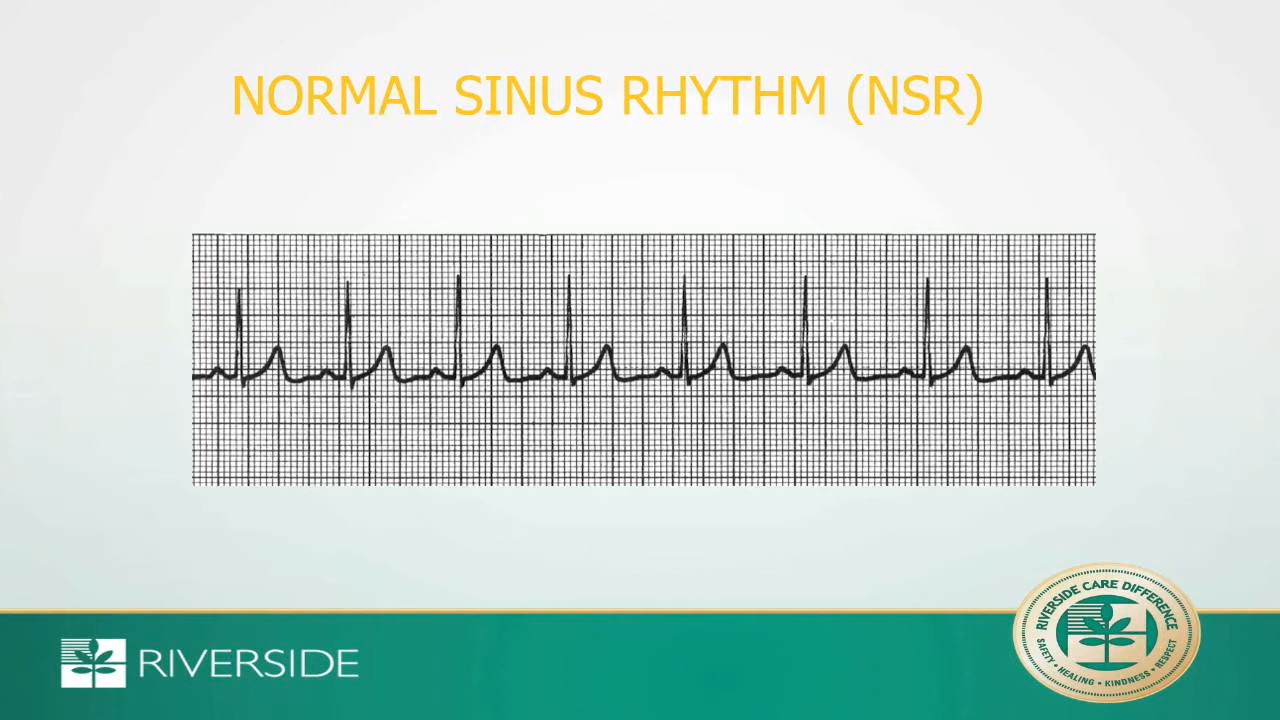 NORMAL SINUS RHYTHM (NSR)
RIVERSIDE
RIVERSIDE CARE DIFFERENCE
SAFETY • HEALING • KINDNESS • RESPECT